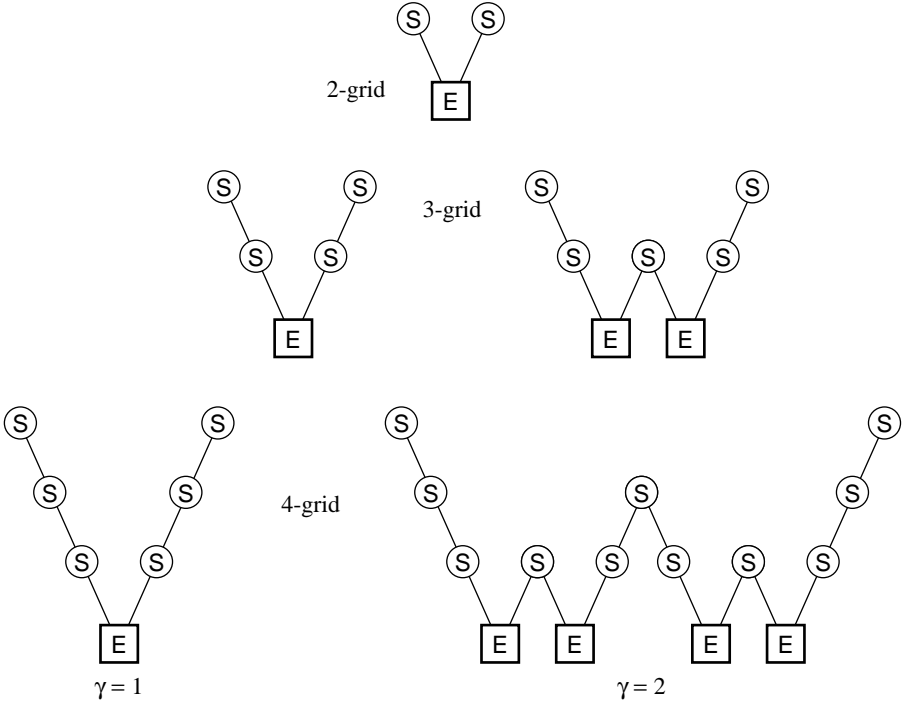 S S
2-grid E
S S 3-grid S S
S S S S S
E E E
S S S S
S S 4-grid S S S
S S S S S S S S
E E E E E
γ = 1 γ = 2